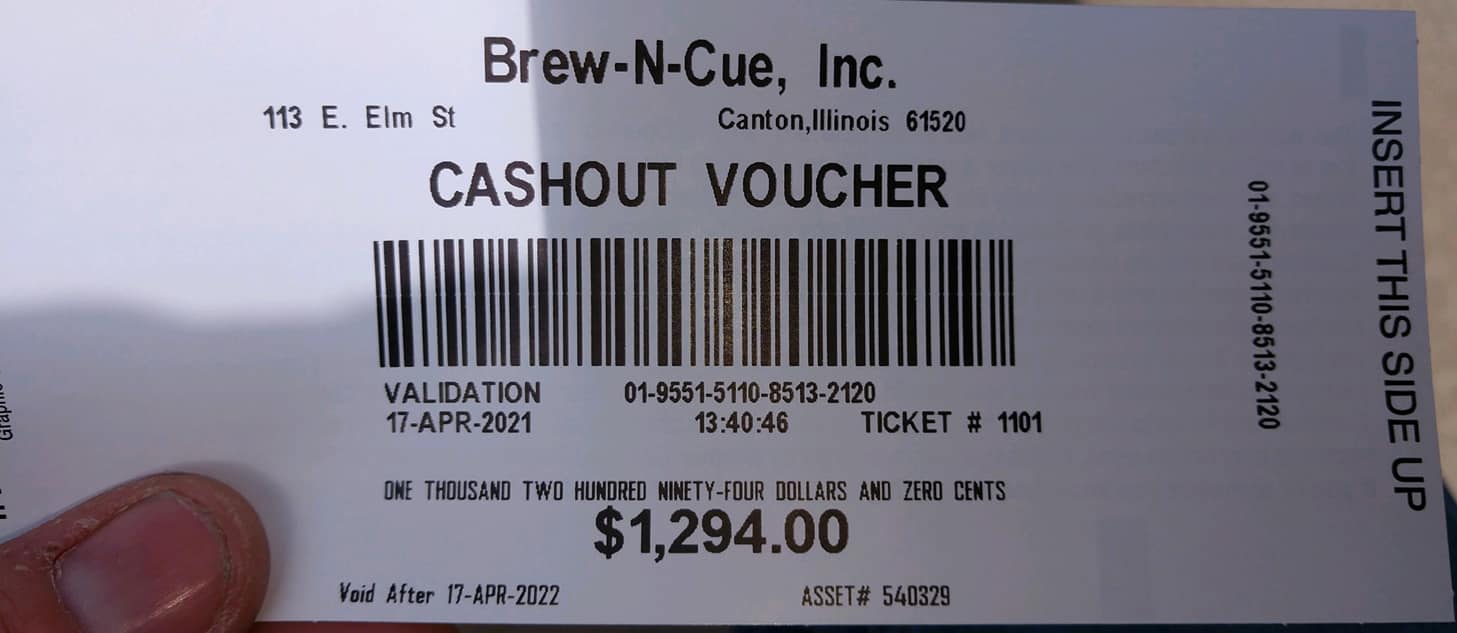 Brew-N-Cue, Inc.
113 E. Elm St Canton,Illinois 61520
CASHOUT VOUCHER
VALIDATION 01-9551-5110-8513-2120
17-APR-2021 13:40:46 TICKET # 1101
ONE THOUSAND TWO HUNDRED NINETY-FOUR DOLLARS AND ZERO CENTS
$1,294.00
Void After 17-APR-2022 ASSET# 540329
01-9551-5110-8513-2120
INSERT THIS SIDE UP